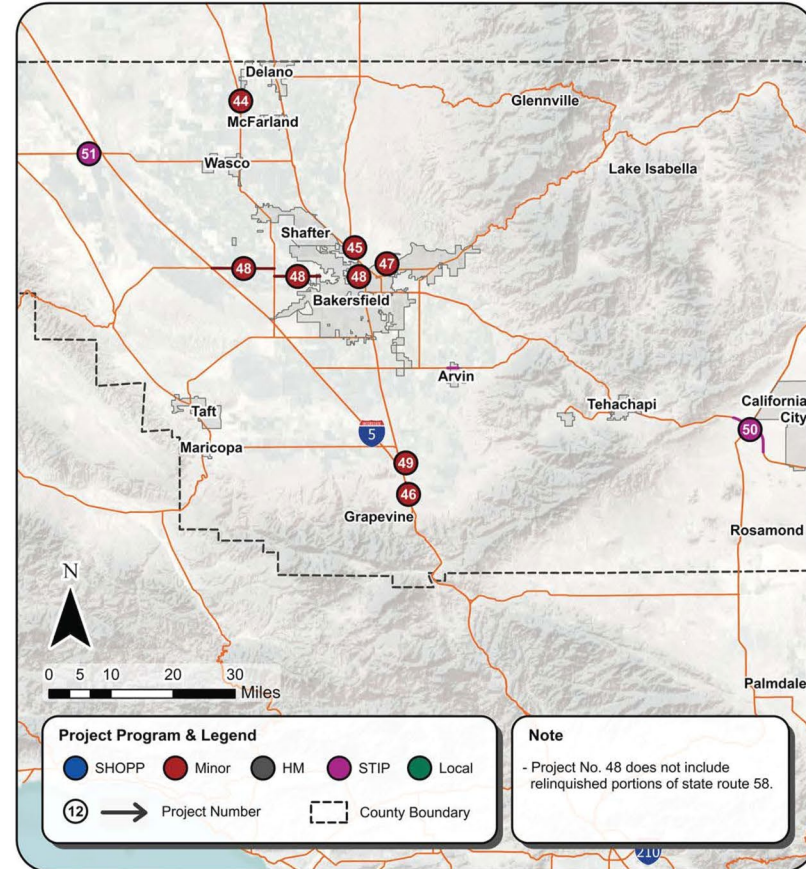 Delano
44
Glennville
McFarland
51
Wasco
Lake Isabella
Shafter
45
47
48
48
48
Bakersfield
Arvin
Tehachapi
California
City
Taft
50
5
Maricopa
49
46
Grapevine
Rosamond
N
0 5 10 20 30
Miles
Palmdale
Project Program & Legend
SHOPP Minor HM STIP Local
12 Project Number County Boundary
Note
- Project No. 48 does not include
relinquished portions of state route 58.
210